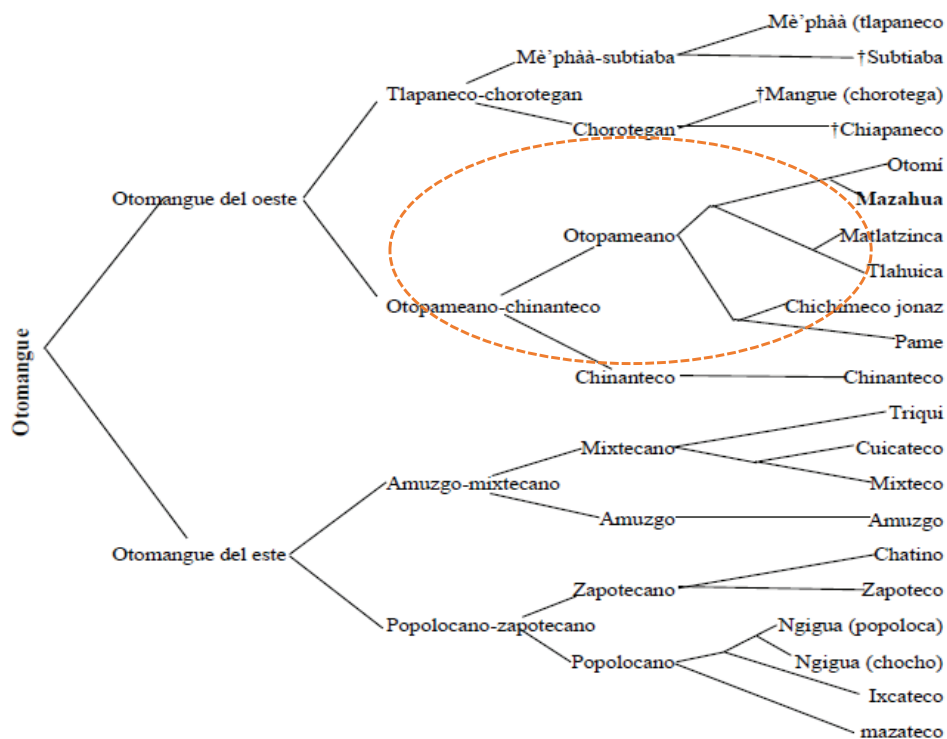 Mè’phàà (tlapaneco
Mè’phàà-subtiaba
†Subtiaba
Tlapaneco-chorotegan
†Mangue (chorotega)
Chorotegan
†Chiapaneco
Otomí
Otomangue del oeste
Mazahua
Otopameano
Matlatzinca
Tlahuica
Otopameano-chinanteco
Chichimeco jonaz
Pame
Otomangue
Chinanteco
Chinanteco
Triqui
Mixtecano
Cuicateco
Amuzgo-mixtecano
Mixteco
Amuzgo
Amuzgo
Otomangue del este
Chatino
Zapotecano
Zapoteco
Popolocano-zapotecano
Ngigua (popoloca)
Popolocano
Ngigua (chocho)
Ixcateco
mazateco